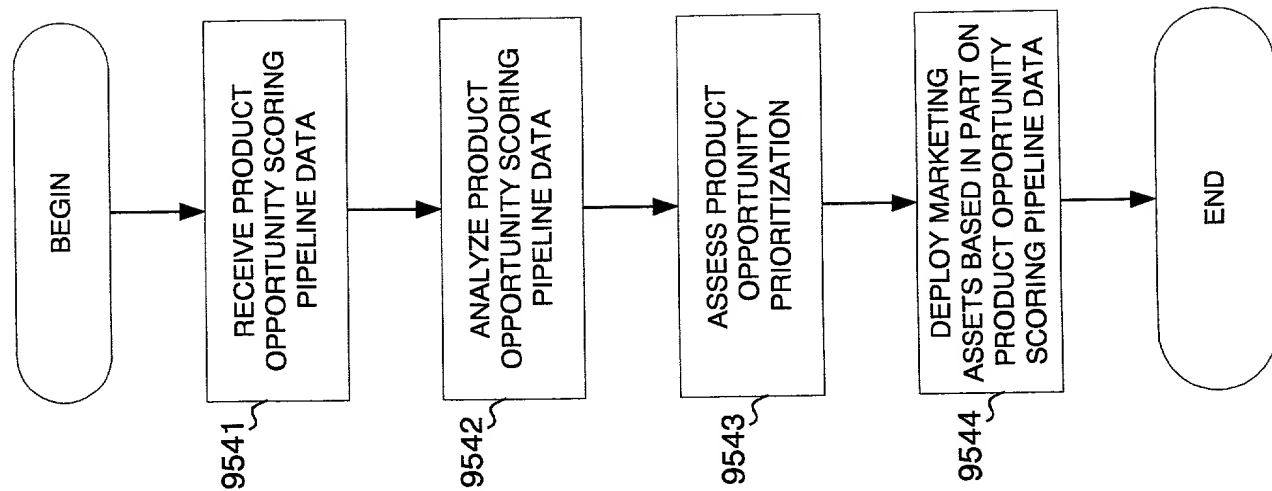 BEGIN
9541
RECEIVE PRODUCT
OPPORTUNITY SCORING
PIPELINE DATA
9542
ANALYZE PRODUCT
OPPORTUNITY SCORING
PIPELINE DATA
9543
ASSESS PRODUCT
OPPORTUNITY
PRIORITIZATION
9544
DEPLOY MARKETING
ASSETS BASED IN PART ON
PRODUCT OPPORTUNITY
SCORING PIPELINE DATA
END